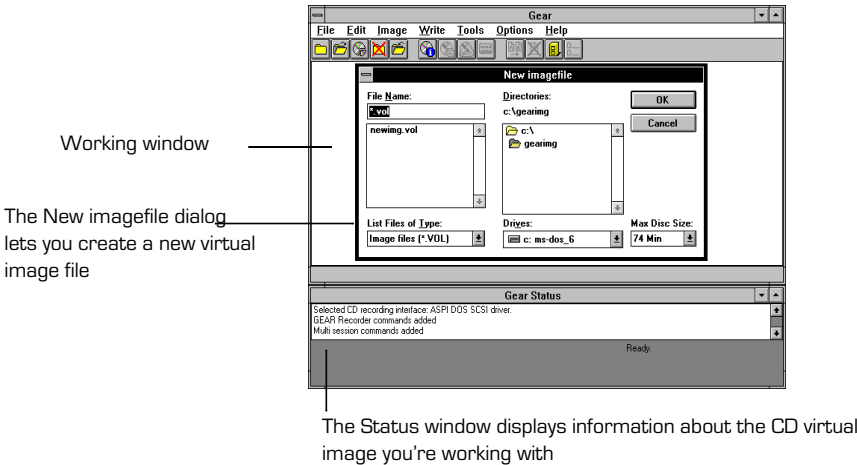 Gear
File Edit Image Write Tools Options Help
New imagefile
File Name:
*.vol
newimg.vol
Directories:
c:\gearimg
c:\
gearimg
OK
Cancel
List Files of Type:
Image files (*.VOL)
Drives:
c: ms-dos_6
Max Disc Size:
74 Min
Working window
The New imagefile dialog
lets you create a new virtual
image file
Gear Status
Selected CD recording interface: ASPI DOS SCSI driver.
GEAR Recorder commands added
Multi session commands added
Ready.
The Status window displays information about the CD virtual
image you're working with